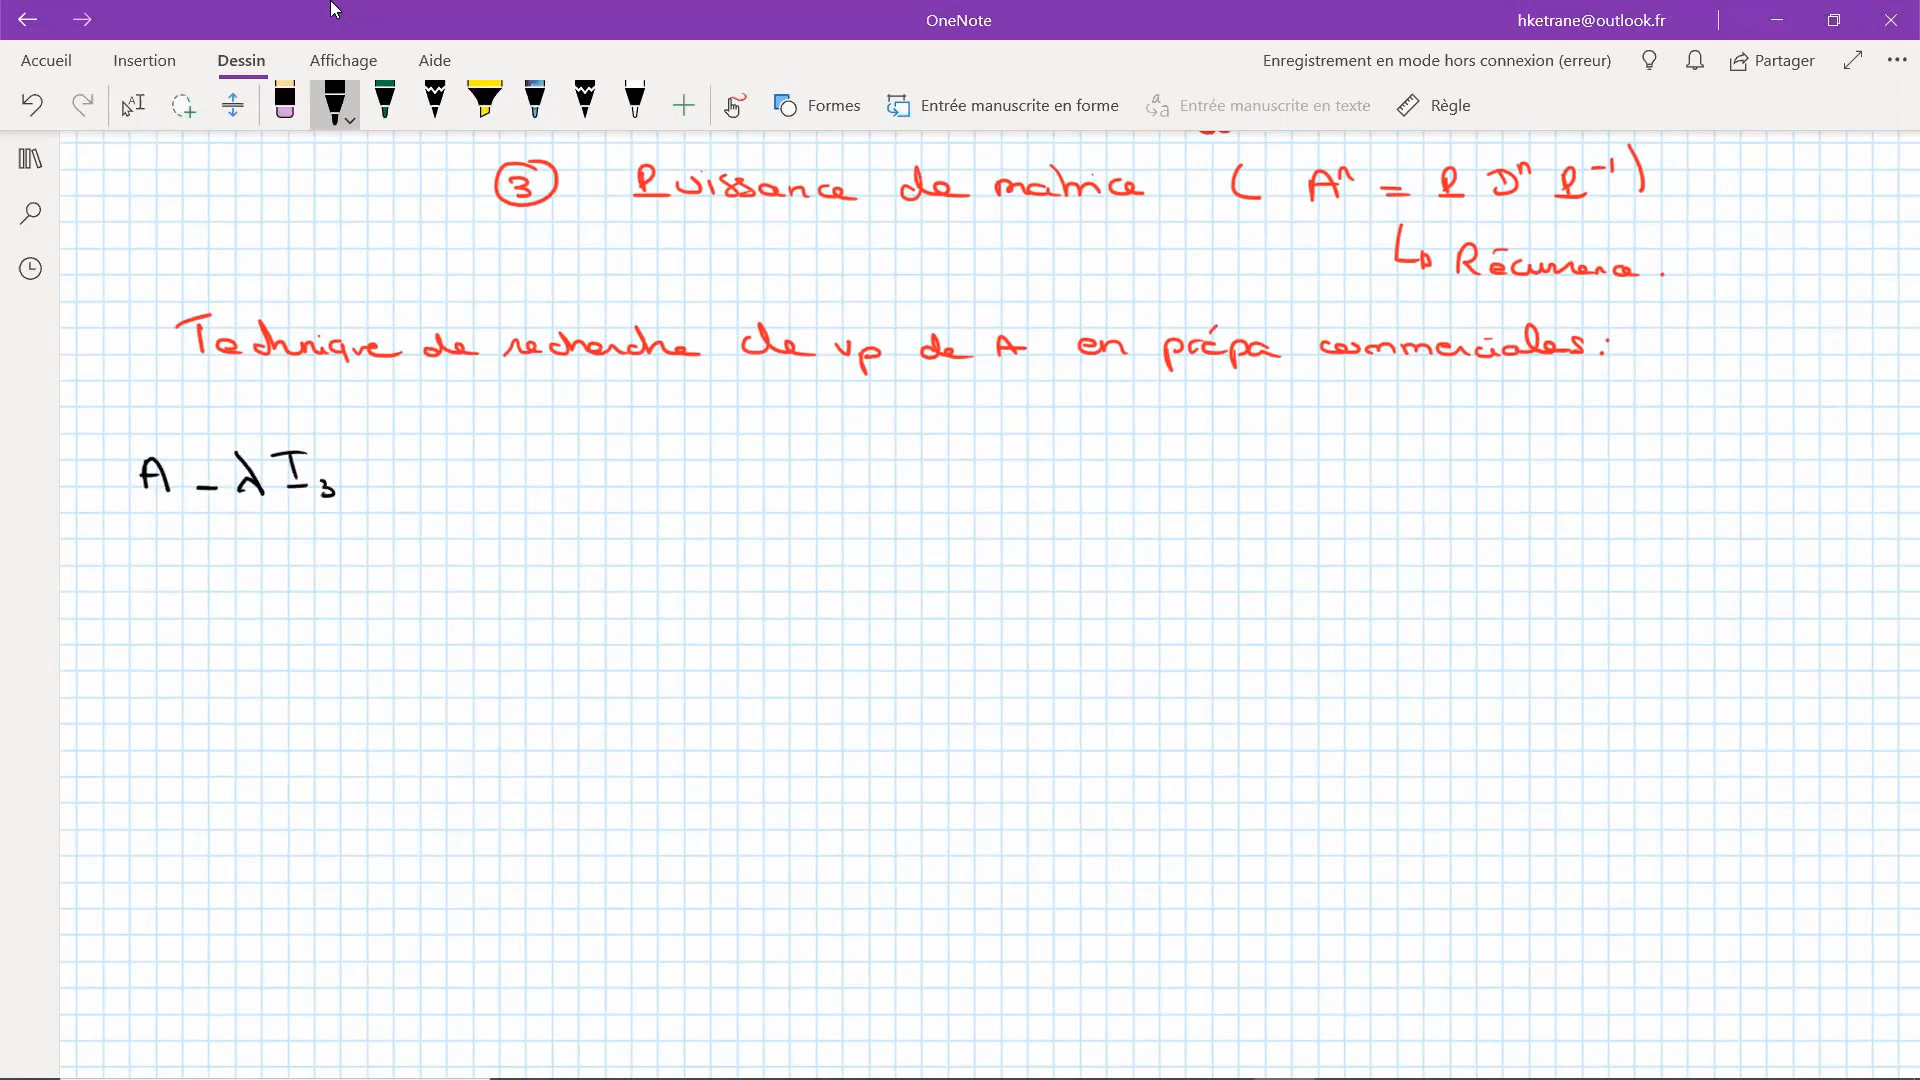 OneNote
hketrane@outlook.fr
Accueil Insertion Dessin Affichage Aide
Enregistrement en mode hors connexion (erreur) Partager
Formes Entrée manuscrite en forme Entrée manuscrite en texte Règle
③ Puissance de matrice ( Aⁿ = P Dⁿ P⁻¹ )
↳ Récurrence.
Technique de recherche de vp de A en prépa commerciales :
A - λ I₃